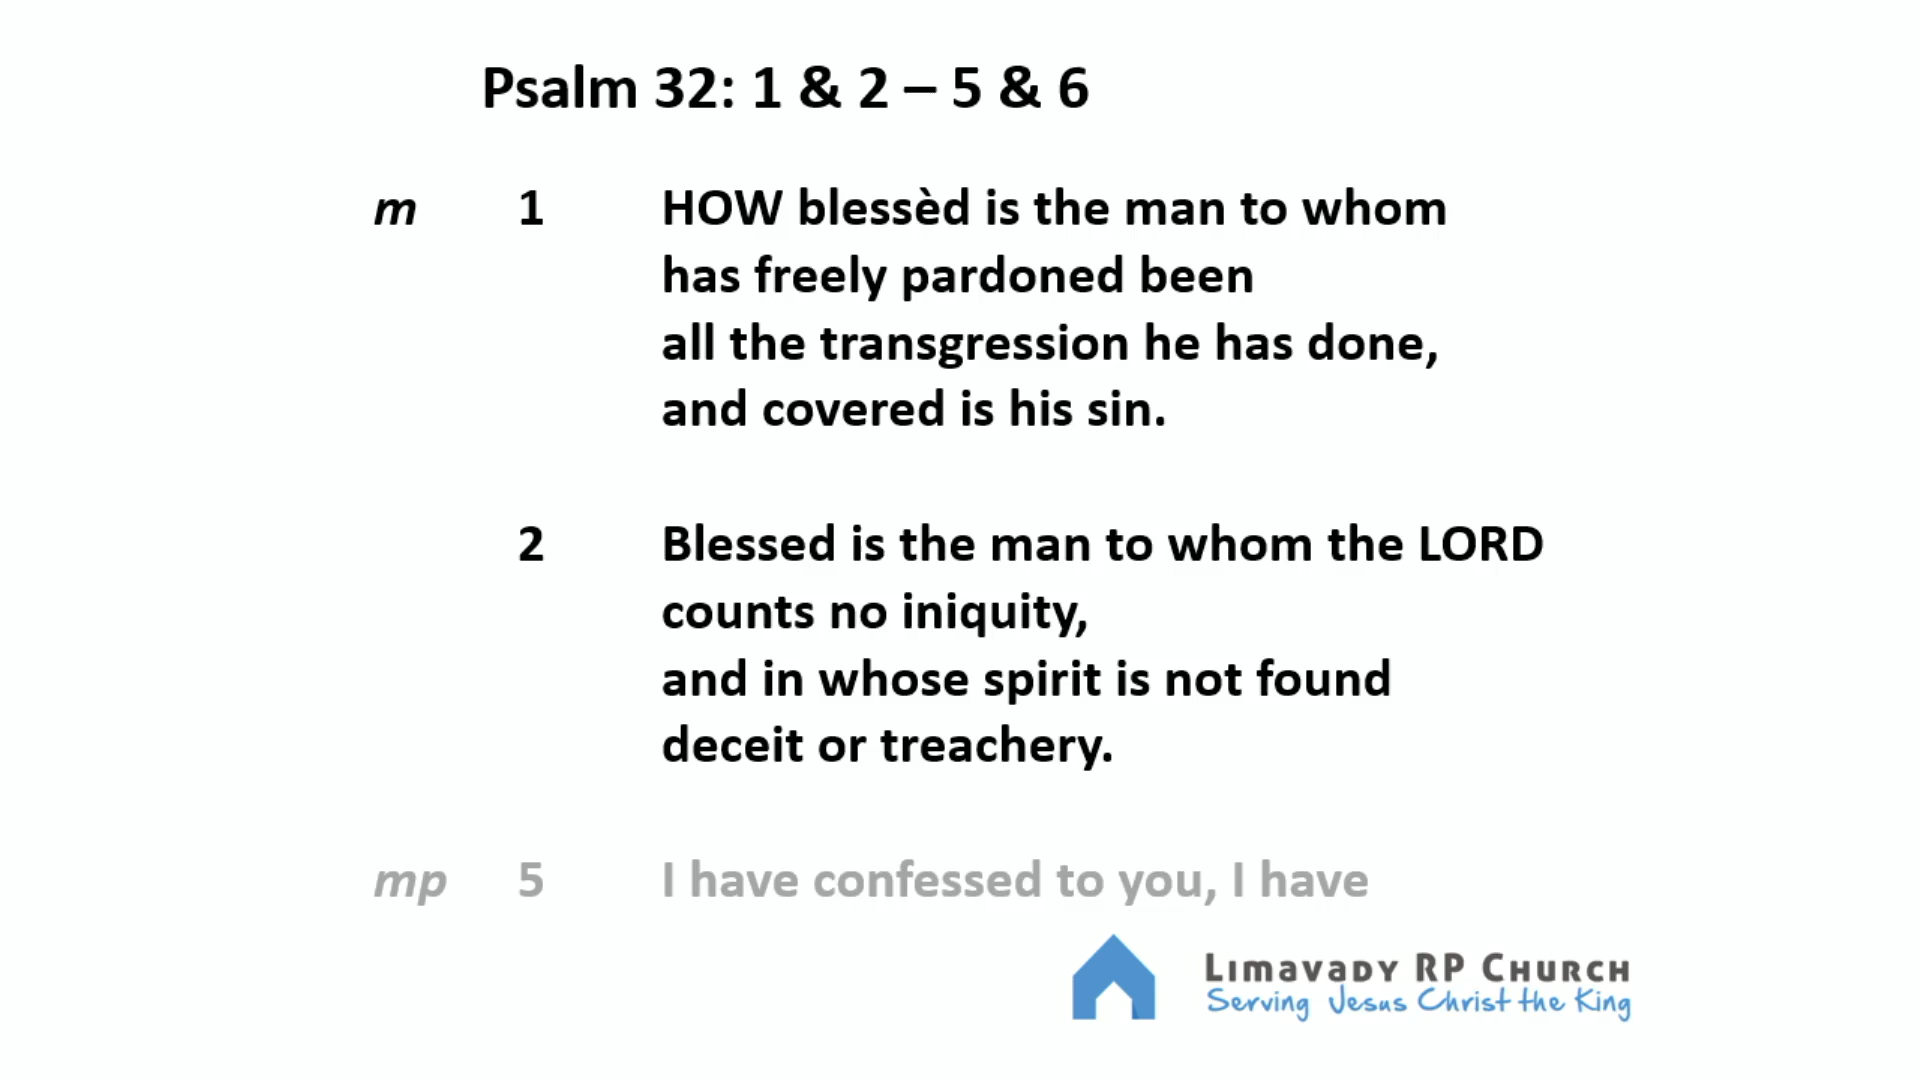 Psalm 32: 1 & 2 – 5 & 6
m 1 HOW blessèd is the man to whom
has freely pardoned been
all the transgression he has done,
and covered is his sin.
2 Blessed is the man to whom the LORD
counts no iniquity,
and in whose spirit is not found
deceit or treachery.
mp 5 I have confessed to you, I have
Limavady RP Church
Serving Jesus Christ the King